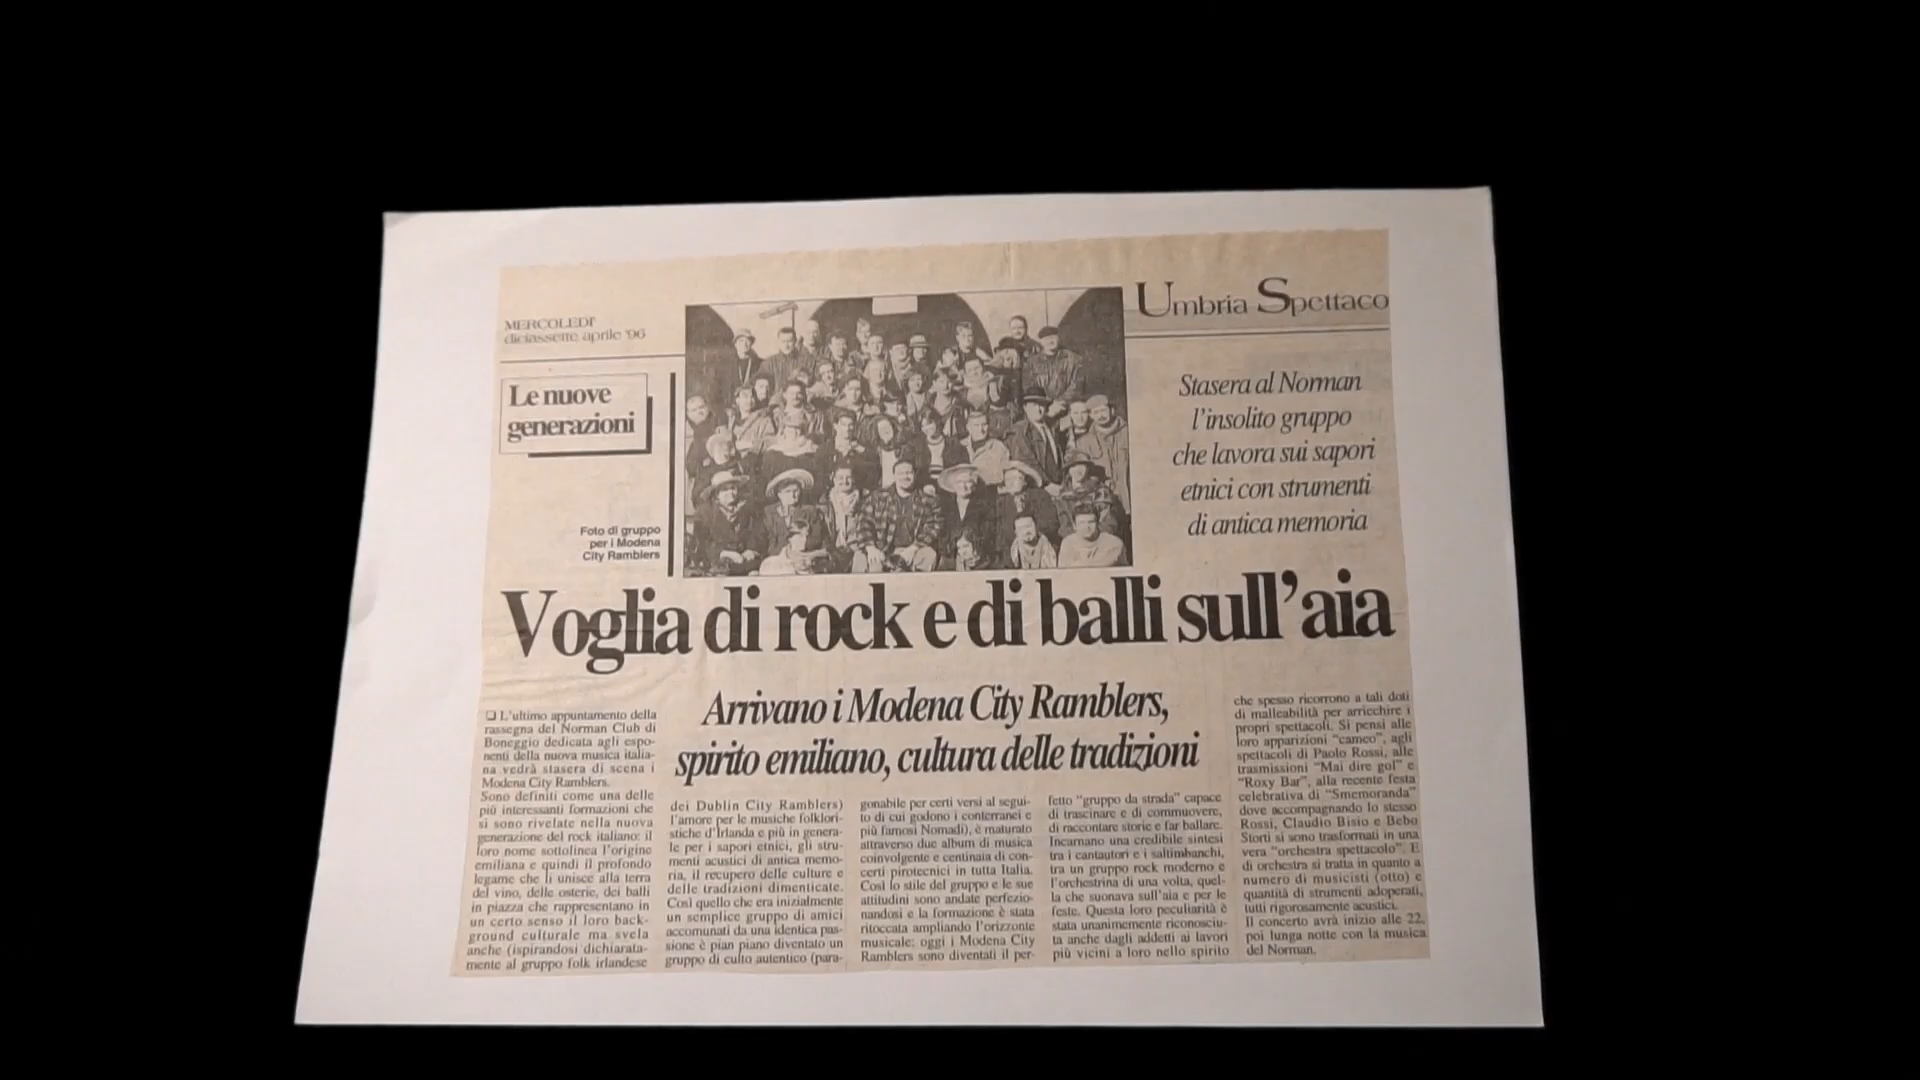 MERCOLEDI'
diciassette aprile '96
Umbria Spettaco
Le nuove
generazioni
Foto di gruppo
per i Modena
City Ramblers
Stasera al Norman
l'insolito gruppo
che lavora sui sapori
etnici con strumenti
di antica memoria
Voglia di rock e di balli sull'aia
Arrivano i Modena City Ramblers,
spirito emiliano, cultura delle tradizioni
❏ L'ultimo appuntamento della
rassegna del Norman Club di
Boneggio dedicata agli espo-
nenti della nuova musica italia-
na vedrà stasera di scena i
Modena City Ramblers.
Sono definiti come una delle
più interessanti formazioni che
si sono rivelate nella nuova
generazione del rock italiano: il
loro nome sottolinea l'origine
emiliana e quindi il profondo
legame che li unisce alla terra
del vino, delle osterie, dei balli
in piazza che rappresentano in
un certo senso il loro back-
ground culturale ma svela
anche (ispirandosi dichiarata-
mente al gruppo folk irlandese
dei Dublin City Ramblers)
l'amore per le musiche folklori-
stiche d'Irlanda e più in genera-
le per i sapori etnici, gli stru-
menti acustici di antica memo-
ria, il recupero delle culture e
delle tradizioni dimenticate.
Così quello che era inizialmente
un semplice gruppo di amici
accomunati da una identica pas-
sione è pian piano diventato un
gruppo di culto autentico (para-
gonabile per certi versi al segui-
to di cui godono i conterranei e
più famosi Nomadi), è maturato
attraverso due album di musica
coinvolgente e centinaia di con-
certi pirotecnici in tutta Italia.
Così lo stile del gruppo e le sue
attitudini sono andate perfezio-
nandosi e la formazione è stata
ritoccata ampliando l'orizzonte
musicale; oggi i Modena City
Ramblers sono diventati il per-
fetto "gruppo da strada" capace
di trascinare e di commuovere,
di raccontare storie e far ballare.
Incarnano una credibile sintesi
tra i cantautori e i saltimbanchi,
tra un gruppo rock moderno e
l'orchestrina di una volta, quel-
la che suonava sull'aia e per le
feste. Questa loro peculiarità è
stata unanimemente riconosciu-
ta anche dagli addetti ai lavori
più vicini a loro nello spirito
che spesso ricorrono a tali doti
di malleabilità per arricchire i
propri spettacoli. Si pensi alle
loro apparizioni "cameo", agli
spettacoli di Paolo Rossi, alle
trasmissioni "Mai dire gol" e
"Roxy Bar", alla recente festa
celebrativa di "Smemoranda"
dove accompagnando lo stesso
Rossi, Claudio Bisio e Bebo
Storti si sono trasformati in una
vera "orchestra spettacolo". E
di orchestra si tratta in quanto a
numero di musicisti (otto) e
quantità di strumenti adoperati,
tutti rigorosamente acustici.
Il concerto avrà inizio alle 22,
poi lunga notte con la musica
del Norman.